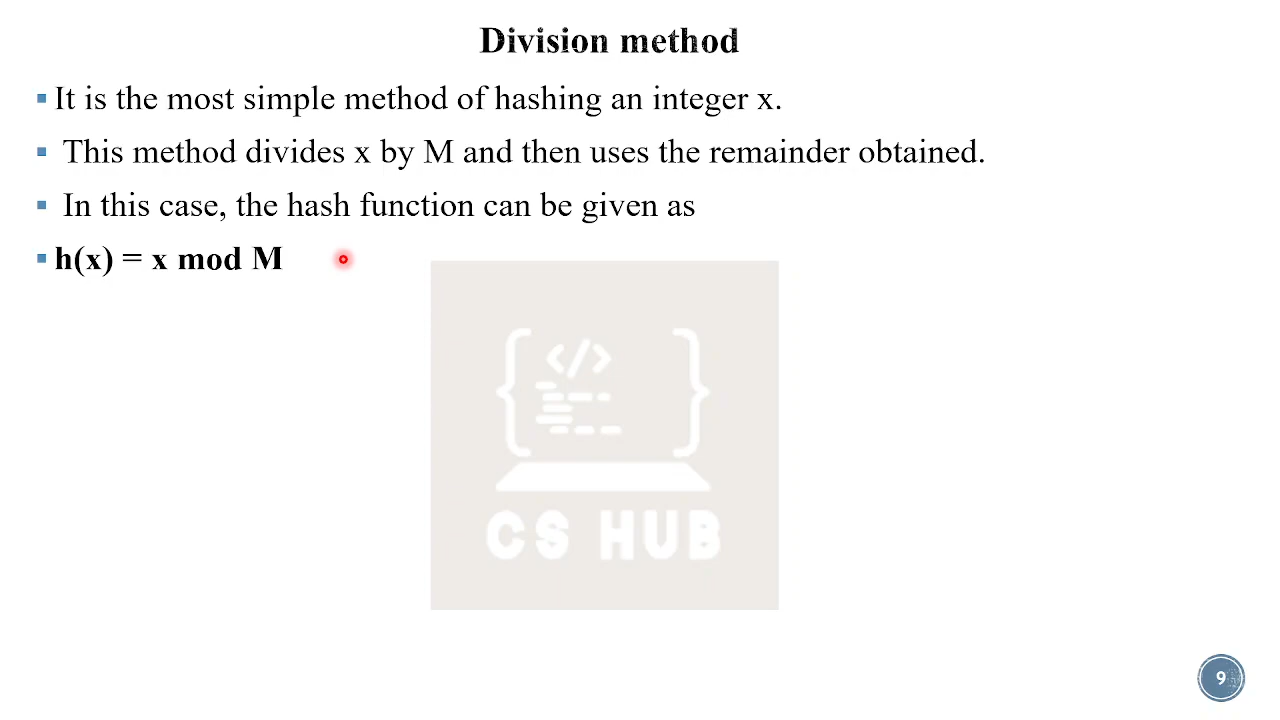 Division method
It is the most simple method of hashing an integer x.
This method divides x by M and then uses the remainder obtained.
In this case, the hash function can be given as
h(x) = x mod M
</>
CS HUB
9